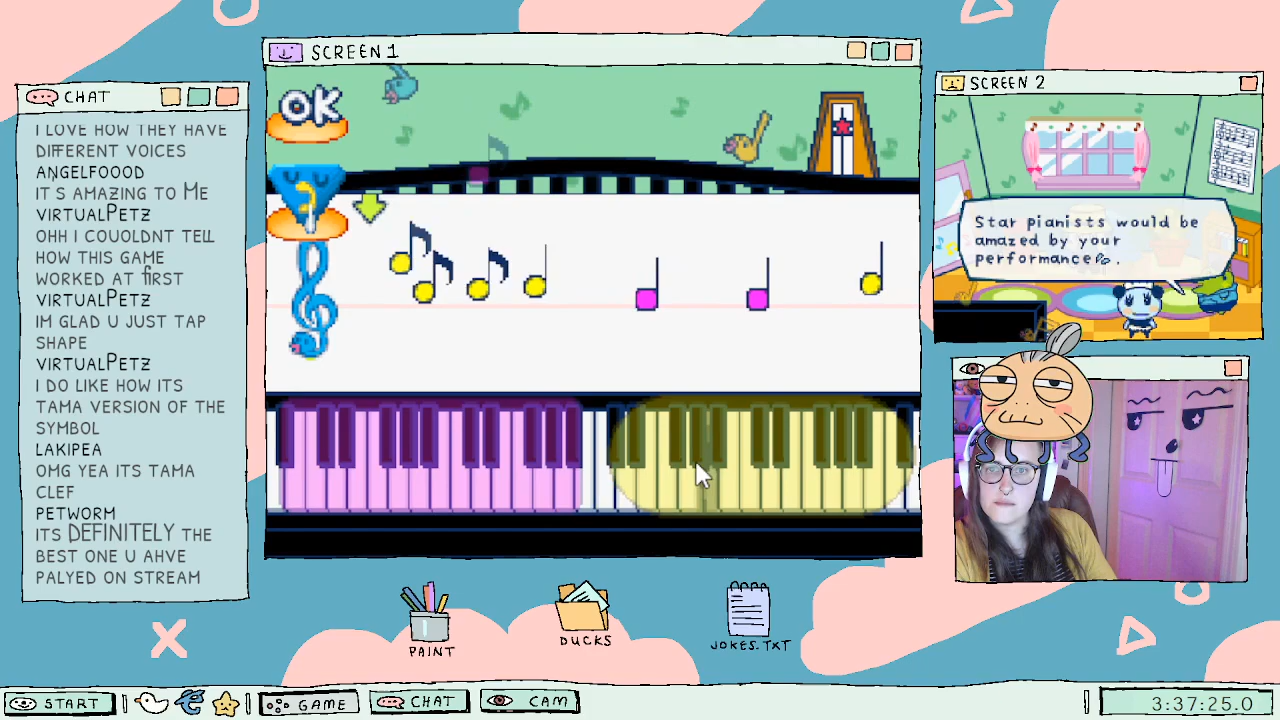 SCREEN 1
CHAT
I LOVE HOW THEY HAVE
DIFFERENT VOICES
ANGELFOOOD
IT S AMAZING TO ME
VIRTUALPETZ
OHH I COUOLDNT TELL
HOW THIS GAME
WORKED AT FIRST
VIRTUALPETZ
IM GLAD U JUST TAP
SHAPE
VIRTUALPETZ
I DO LIKE HOW ITS
TAMA VERSION OF THE
SYMBOL
LAKIPEA
OMG YEA ITS TAMA
CLEF
PETWORM
ITS DEFINITELY THE
BEST ONE U AHVE
PALYED ON STREAM
OK
SCREEN 2
Star pianists would be
amazed by your
performance.
PAINT
DUCKS
JOKES.TXT
START
GAME
CHAT
CAM
3:37:25.0